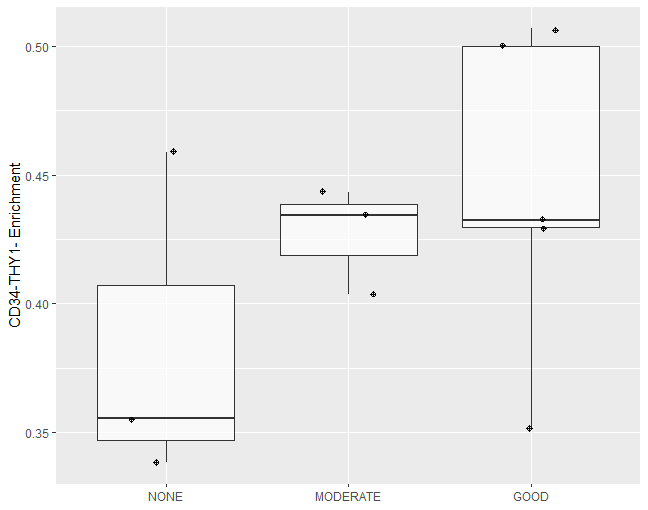 CD34-THY1- Enrichment
0.50
0.45
0.40
0.35
NONE MODERATE GOOD